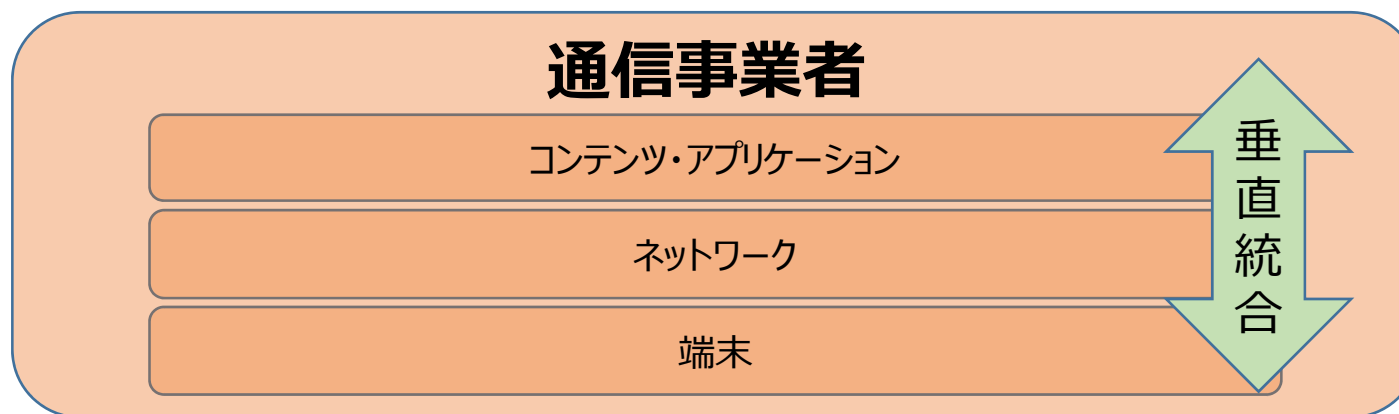 通信事業者
コンテンツ・アプリケーション
ネットワーク
端末
垂直統合